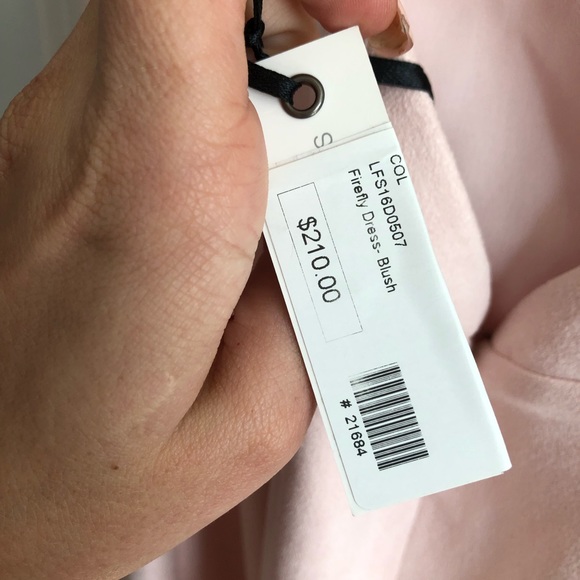 S
COL
LFS16D0507
Firefly Dress- Blush
$210.00
# 21684